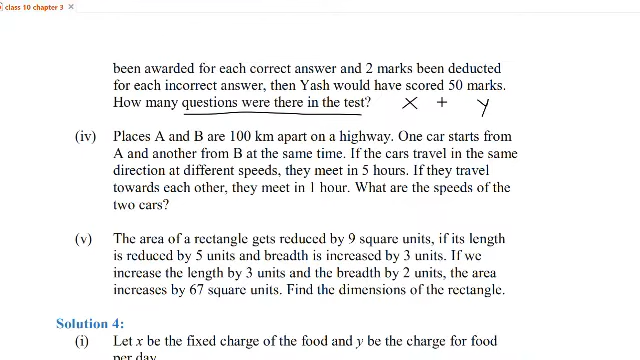 class 10 chapter 3 ×
been awarded for each correct answer and 2 marks been deducted
for each incorrect answer, then Yash would have scored 50 marks.
How many questions were there in the test? x + y
(iv) Places A and B are 100 km apart on a highway. One car starts from
A and another from B at the same time. If the cars travel in the same
direction at different speeds, they meet in 5 hours. If they travel
towards each other, they meet in 1 hour. What are the speeds of the
two cars?
(v) The area of a rectangle gets reduced by 9 square units, if its length
is reduced by 5 units and breadth is increased by 3 units. If we
increase the length by 3 units and the breadth by 2 units, the area
increases by 67 square units. Find the dimensions of the rectangle.
Solution 4:
(i) Let x be the fixed charge of the food and y be the charge for food
per day.